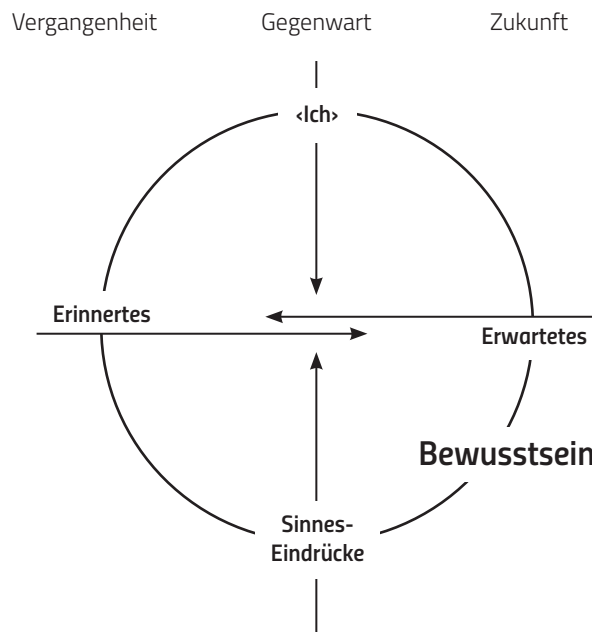 Vergangenheit Gegenwart Zukunft
‹Ich›
Erinnertes
Erwartetes
Bewusstsein
Sinnes-
Eindrücke